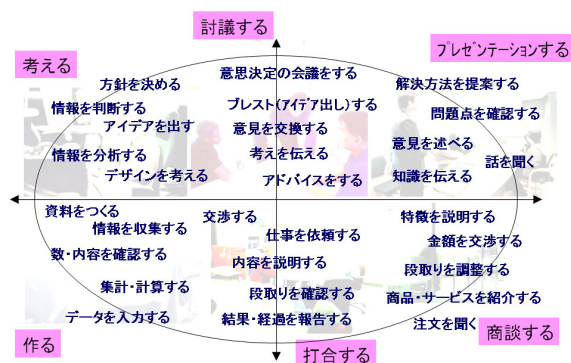 討議する
考える
プレゼンテーションする
方針を決める
情報を判断する
アイデアを出す
情報を分析する
デザインを考える
意思決定の会議をする
ブレスト(アイデア出し)する
意見を交換する
考えを伝える
アドバイスをする
解決方法を提案する
問題点を確認する
意見を述べる
話を聞く
知識を伝える
資料をつくる
情報を収集する
数・内容を確認する
集計・計算する
データを入力する
交渉する
仕事を依頼する
内容を説明する
段取りを確認する
結果・経過を報告する
特徴を説明する
金額を交渉する
段取りを調整する
商品・サービスを紹介する
注文を聞く
作る
打合する
商談する